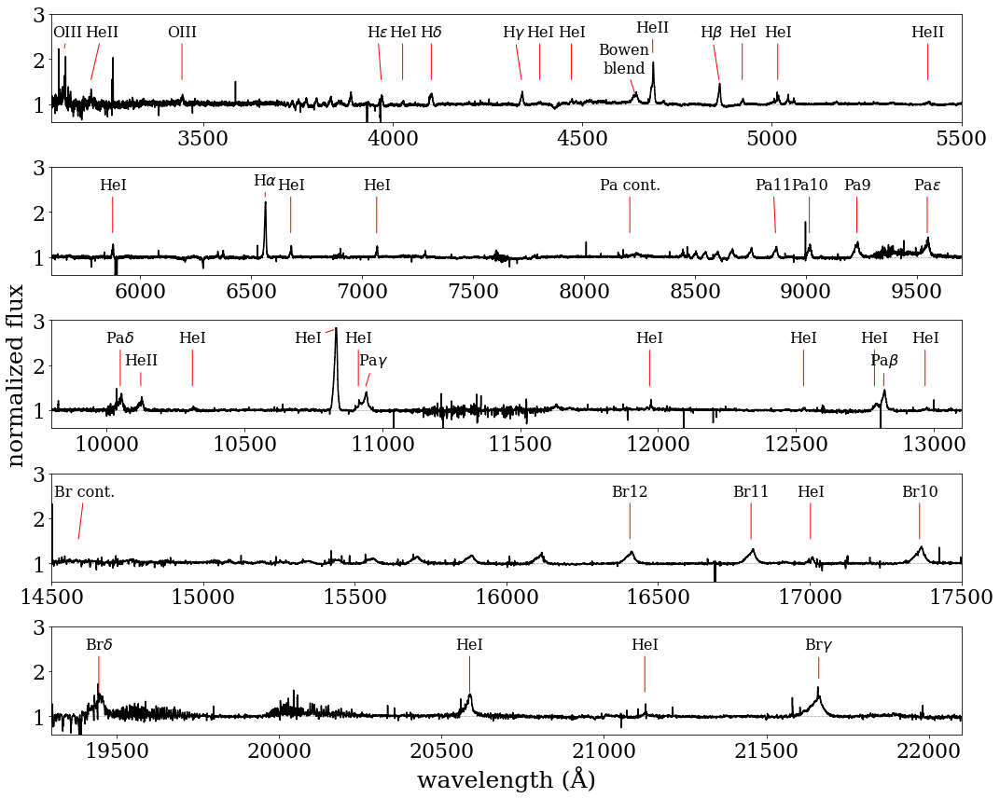 3
OIII HeII OIII Hε HeI Hδ Hγ HeI HeI HeII Hβ HeI HeI HeII
2
Bowen
blend
1
3500 4000 4500 5000 5500
3
HeI Hα HeI HeI Pa cont. Pa11 Pa10 Pa9 Paε
2
1
6000 6500 7000 7500 8000 8500 9000 9500
normalized flux
3
Paδ HeI HeI HeI HeI HeI HeI HeI
2
HeII Paγ Paβ
1
10000 10500 11000 11500 12000 12500 13000
3
Br cont. Br12 Br11 HeI Br10
2
1
14500 15000 15500 16000 16500 17000 17500
3
Brδ HeI HeI Brγ
2
1
19500 20000 20500 21000 21500 22000
wavelength (Å)